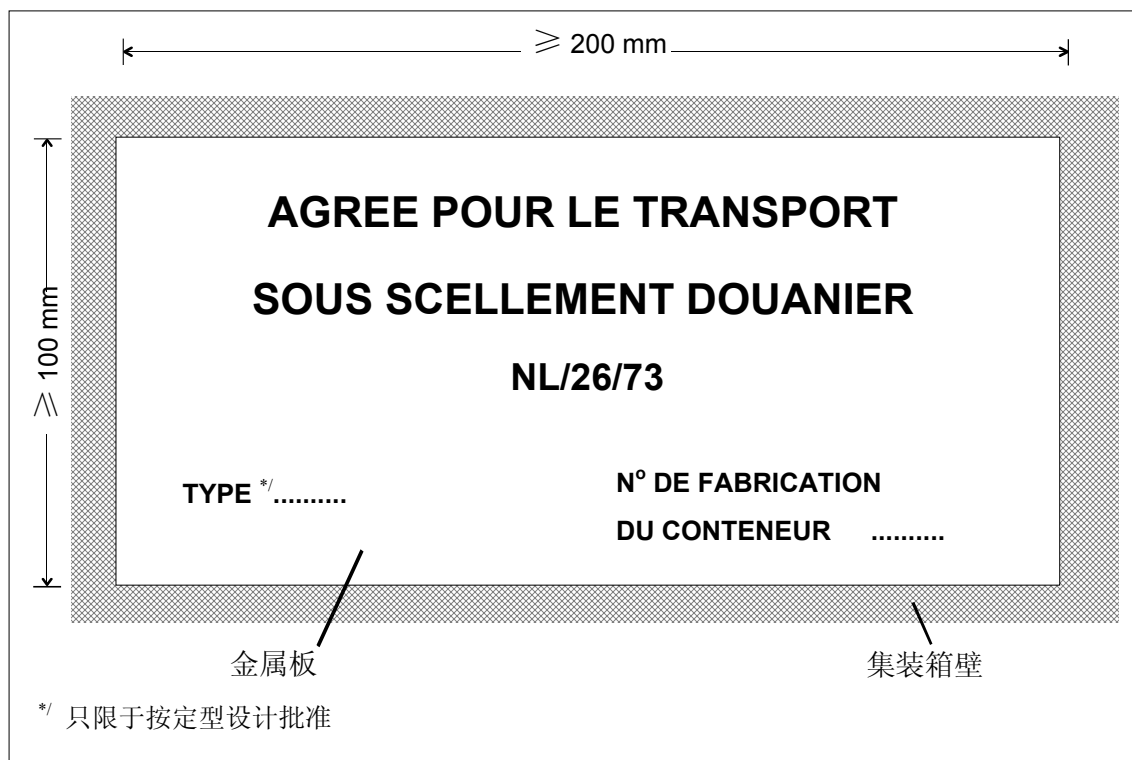 ≥ 200 mm
≥ 100 mm
AGREE POUR LE TRANSPORT
SOUS SCELLEMENT DOUANIER
NL/26/73
TYPE */..........
Nº DE FABRICATION
DU CONTENEUR ..........
金属板
集装箱壁
*/ 只限于按定型设计批准